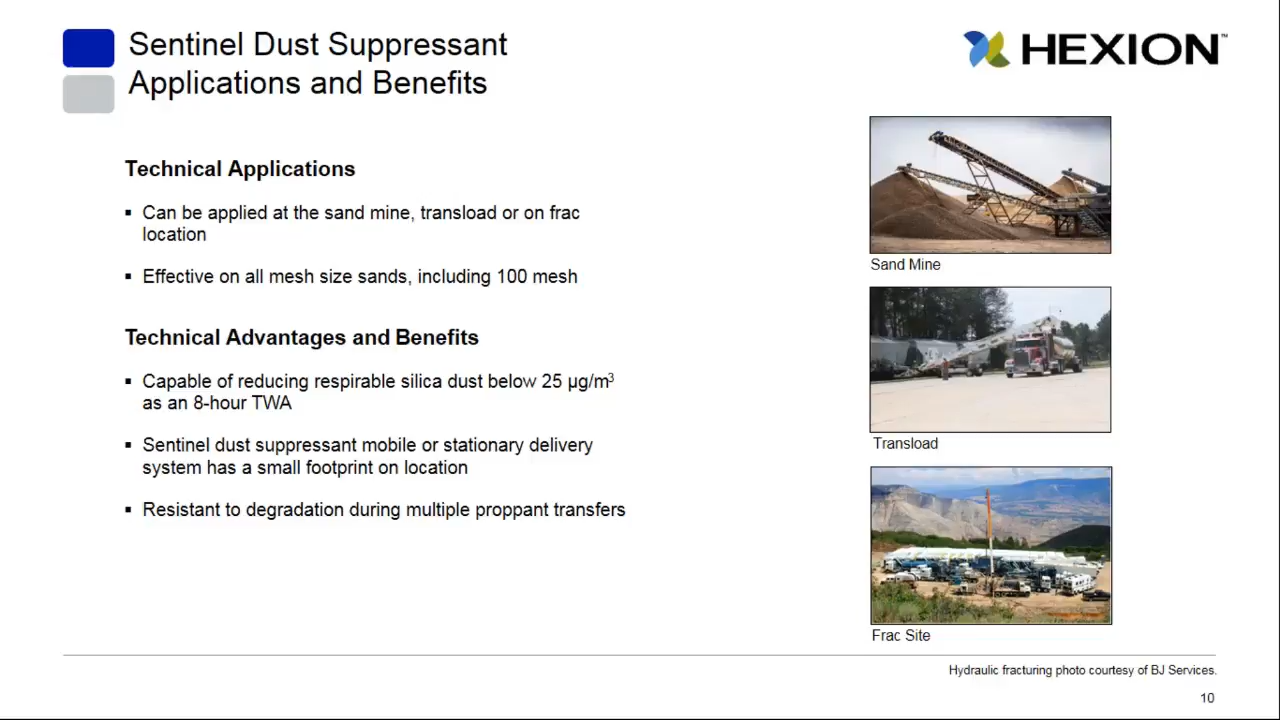 Sentinel Dust Suppressant
Applications and Benefits
HEXION™
Technical Applications
▪ Can be applied at the sand mine, transload or on frac
location
▪ Effective on all mesh size sands, including 100 mesh
Technical Advantages and Benefits
▪ Capable of reducing respirable silica dust below 25 µg/m³
as an 8-hour TWA
▪ Sentinel dust suppressant mobile or stationary delivery
system has a small footprint on location
▪ Resistant to degradation during multiple proppant transfers
Sand Mine
Transload
Frac Site
Hydraulic fracturing photo courtesy of BJ Services.
10